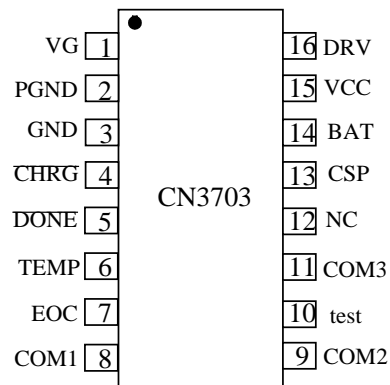 VG 1 16 DRV
PGND 2 15 VCC
GND 3 14 BAT
CHRG 4 13 CSP
CN3703
DONE 5 12 NC
TEMP 6 11 COM3
EOC 7 10 test
COM1 8 9 COM2